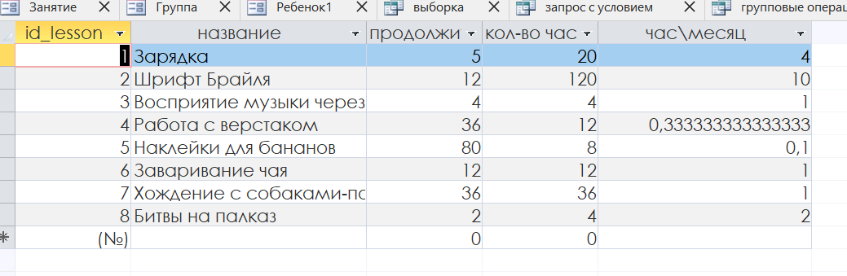 Занятие Группа Ребенок1 выборка запрос с условием групповые операц
id_lesson название продолжи кол-во час час\месяц
1 Зарядка 5 20 4
2 Шрифт Брайля 12 120 10
3 Восприятие музыки через 4 4 1
4 Работа с верстаком 36 12 0,333333333333333
5 Наклейки для бананов 80 8 0,1
6 Заваривание чая 12 12 1
7 Хождение с собаками-по 36 36 1
8 Битвы на палказ 2 4 2
(№) 0 0